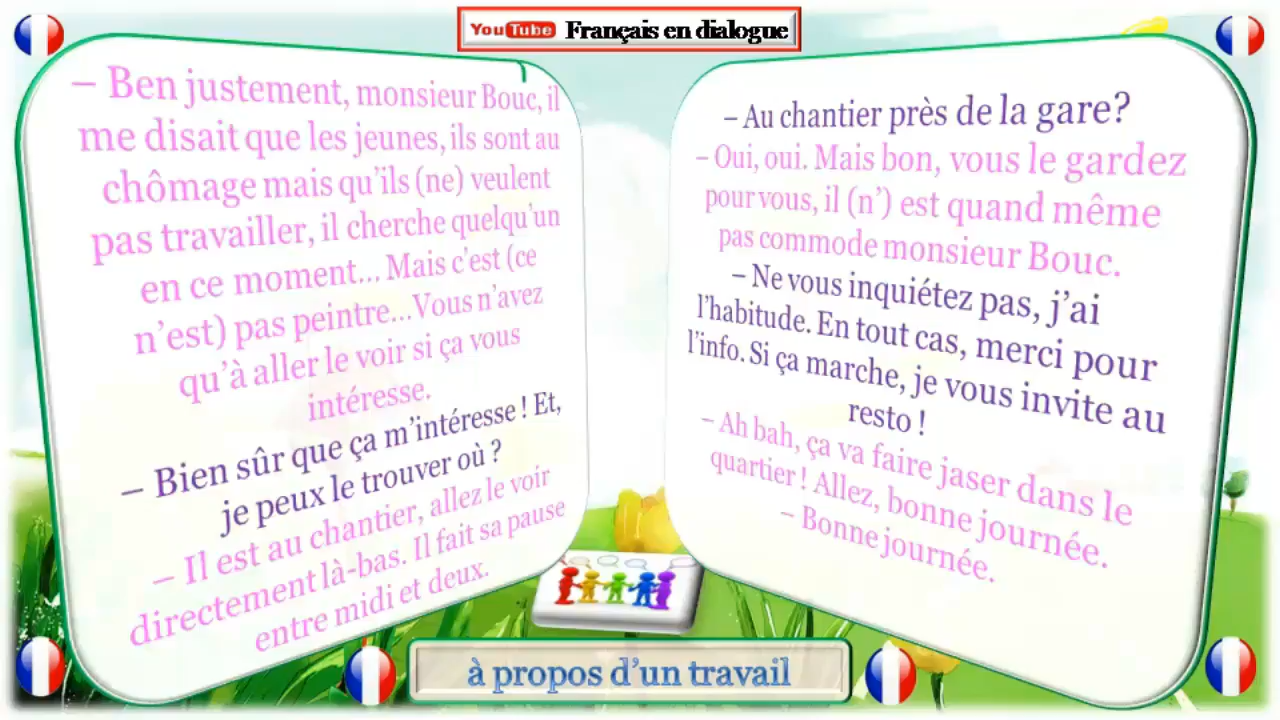 YouTube Français en dialogue
– Ben justement, monsieur Bouc, il
me disait que les jeunes, ils sont au
chômage mais qu’ils (ne) veulent
pas travailler, il cherche quelqu’un
en ce moment... Mais c’est (ce
n’est) pas peintre...Vous n’avez
qu’à aller le voir si ça vous
intéresse.
– Bien sûr que ça m’intéresse ! Et,
je peux le trouver où ?
– Il est au chantier, allez le voir
directement là-bas. Il fait sa pause
entre midi et deux.
– Au chantier près de la gare?
– Oui, oui. Mais bon, vous le gardez
pour vous, il (n’) est quand même
pas commode monsieur Bouc.
– Ne vous inquiétez pas, j’ai
l’habitude. En tout cas, merci pour
l’info. Si ça marche, je vous invite au
resto !
– Ah bah, ça va faire jaser dans le
quartier ! Allez, bonne journée.
– Bonne journée.
à propos d’un travail